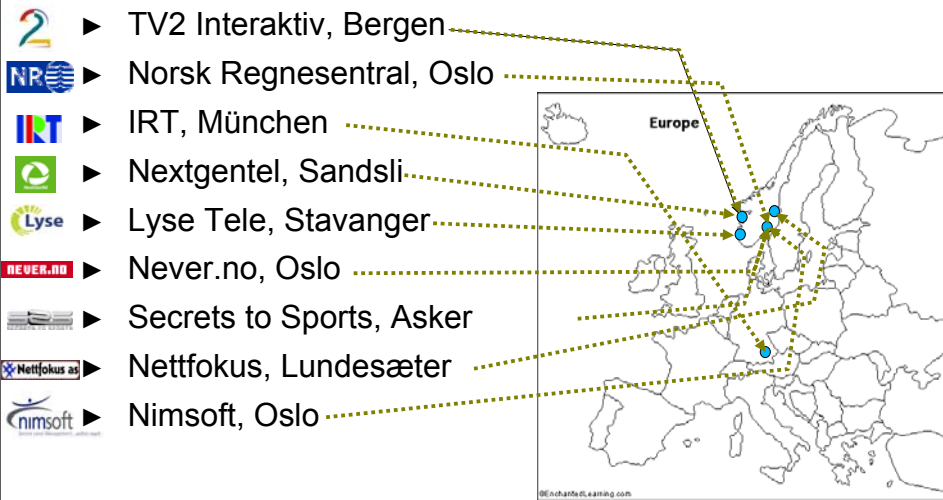 2 ► TV2 Interaktiv, Bergen
NR ► Norsk Regnesentral, Oslo
IRT ► IRT, München
► Nextgentel, Sandsli
Lyse ► Lyse Tele, Stavanger
NEVER.NO ► Never.no, Oslo
► Secrets to Sports, Asker
Nettfokus as ► Nettfokus, Lundesæter
nimsoft ► Nimsoft, Oslo
Europe
©EnchantedLearning.com